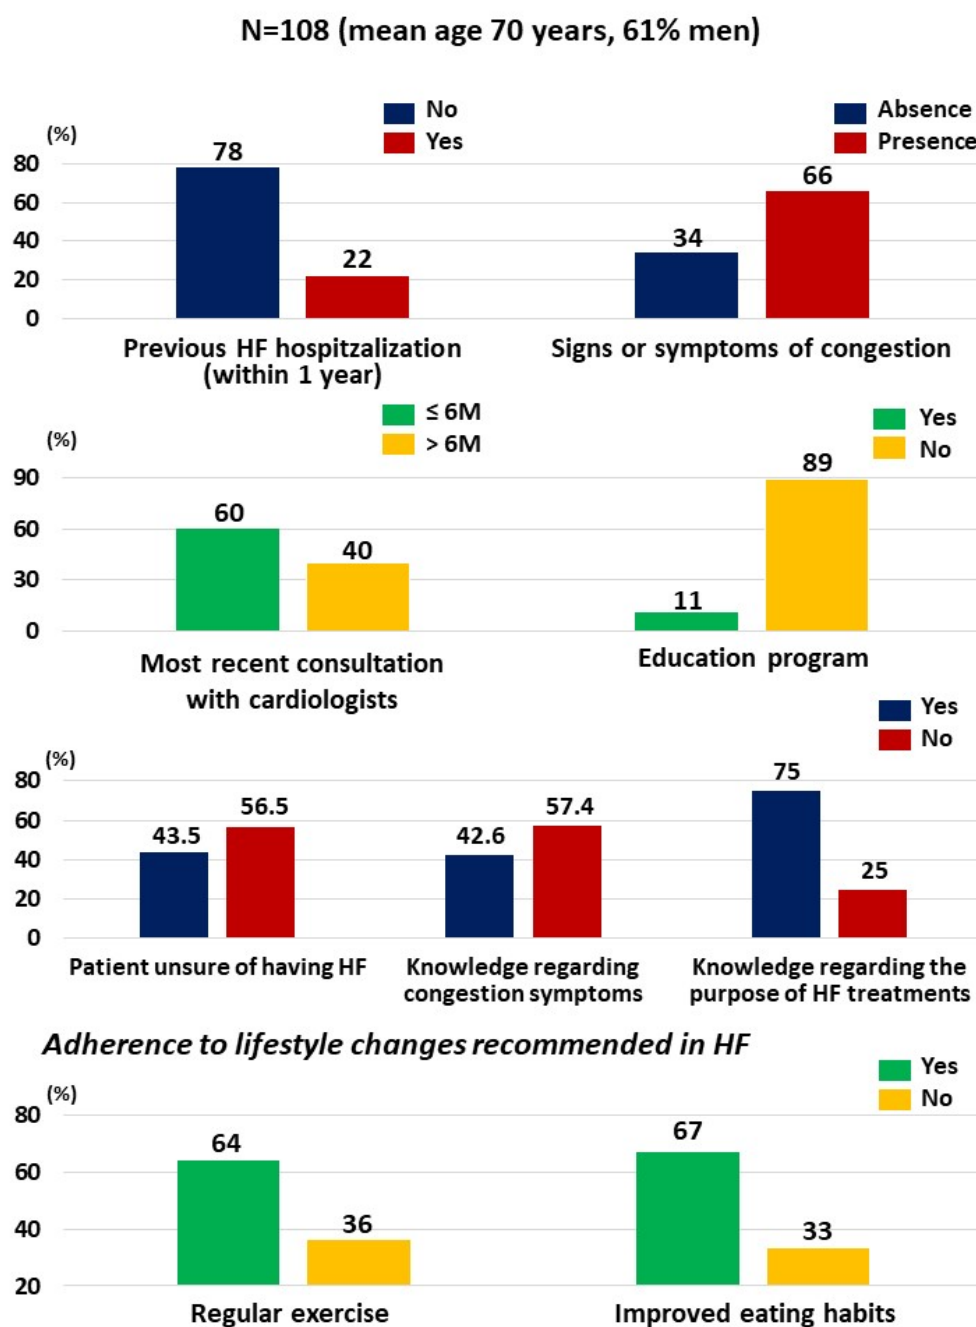 N=108 (mean age 70 years, 61% men)
No
Yes
(%)
78
22
80
60
40
20
0
Previous HF hospitzalization
(within 1 year)
Absence
Presence
34
66
Signs or symptoms of congestion
≤ 6M
> 6M
(%)
60
40
90
60
30
0
Most recent consultation
with cardiologists
Yes
No
11
89
Education program
Yes
No
(%)
80
60
40
20
0
43.5
56.5
Patient unsure of having HF
42.6
57.4
Knowledge regarding
congestion symptoms
75
25
Knowledge regarding the
purpose of HF treatments
Adherence to lifestyle changes recommended in HF
Yes
No
(%)
80
60
40
20
64
36
Regular exercise
67
33
Improved eating habits